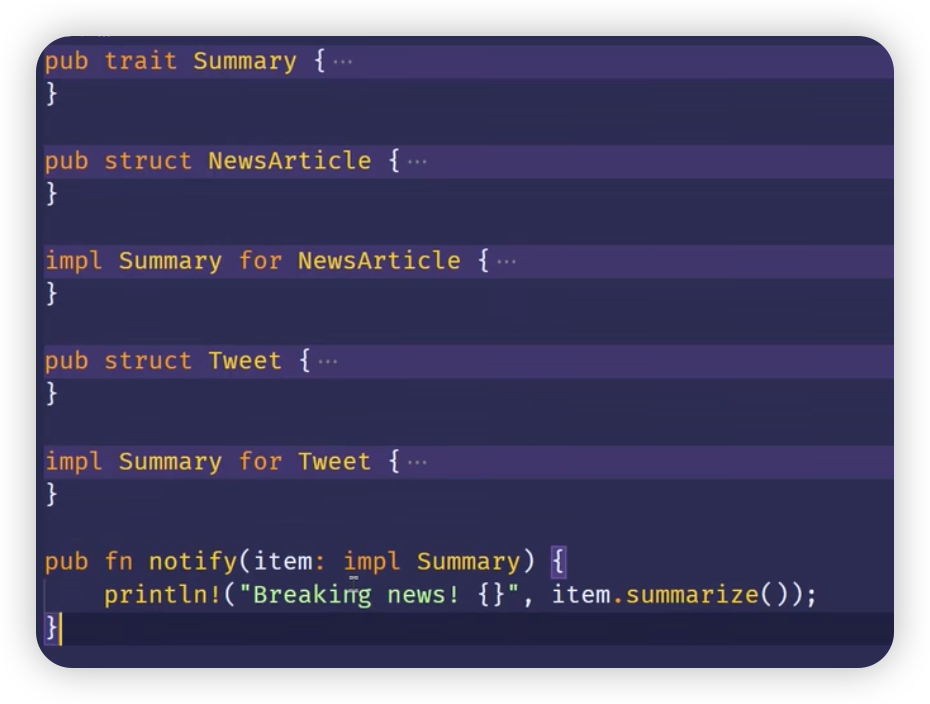 pub trait Summary {⋯
}
pub struct NewsArticle {⋯
}
impl Summary for NewsArticle {⋯
}
pub struct Tweet {⋯
}
impl Summary for Tweet {⋯
}
pub fn notify(item: impl Summary) {
    println!("Breaking news! {}", item.summarize());
}